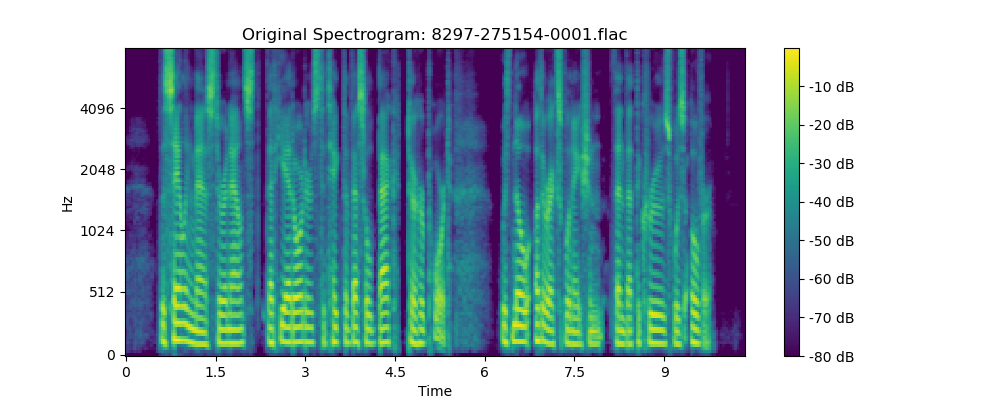 Original Spectrogram: 8297-275154-0001.flac
Hz
4096
2048
1024
512
0
0 1.5 3 4.5 6 7.5 9
Time
-10 dB
-20 dB
-30 dB
-40 dB
-50 dB
-60 dB
-70 dB
-80 dB